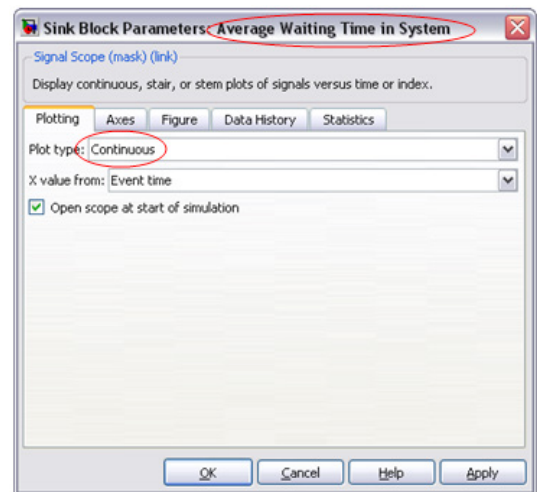 Sink Block Parameters: Average Waiting Time in System
Signal Scope (mask) (link)
Display continuous, stair, or stem plots of signals versus time or index.
Plotting Axes Figure Data History Statistics
Plot type: Continuous
X value from: Event time
Open scope at start of simulation
OK Cancel Help Apply